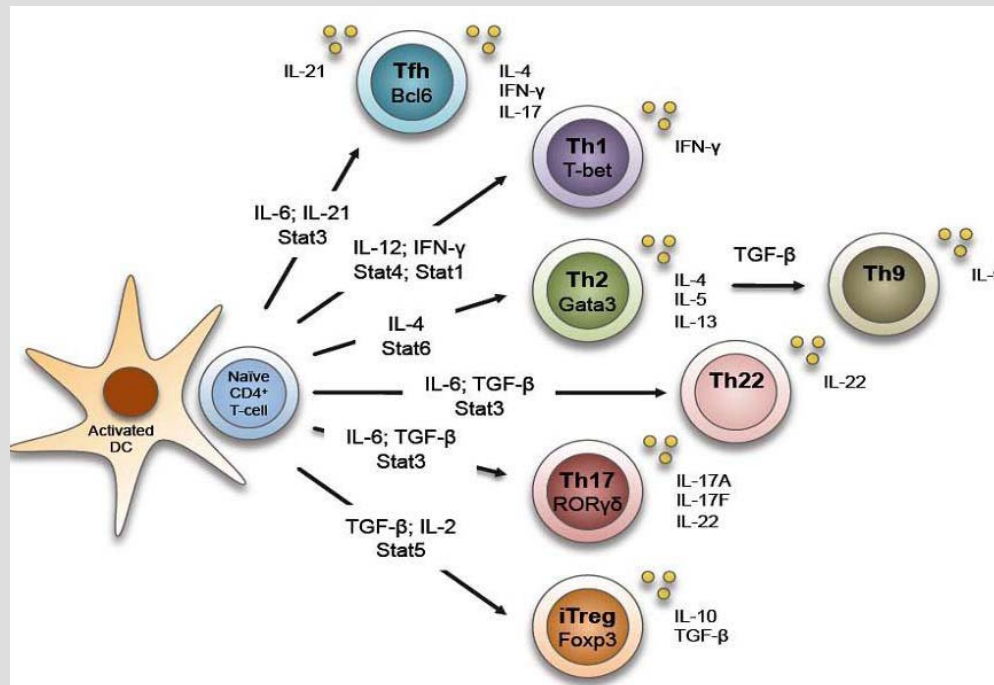 IL-21
Tfh
Bcl6
IL-4
IFN-γ
IL-17
Th1
T-bet
IFN-γ
IL-6; IL-21
Stat3
IL-12; IFN-γ
Stat4; Stat1
Th2
Gata3
IL-4
IL-5
IL-13
TGF-β
Th9
IL-4
Stat6
Naïve
CD4+
T-cell
Activated
DC
IL-6; TGF-β
Stat3
Th22
IL-22
IL-6; TGF-β
Stat3
Th17
RORγδ
IL-17A
IL-17F
IL-22
TGF-β; IL-2
Stat5
iTreg
Foxp3
IL-10
TGF-β